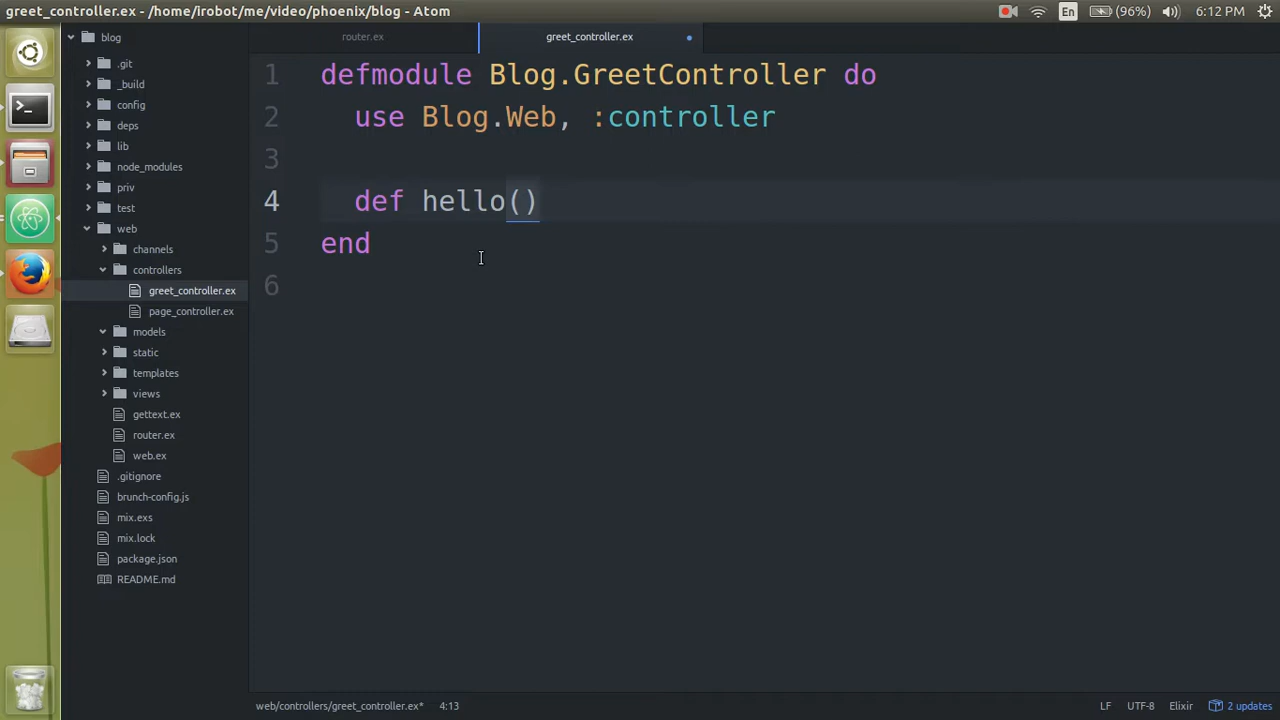 greet_controller.ex - /home/irobot/me/video/phoenix/blog - Atom
En
(96%)
6:12 PM
blog
.git
_build
config
deps
lib
node_modules
priv
test
web
channels
controllers
greet_controller.ex
page_controller.ex
models
static
templates
views
gettext.ex
router.ex
web.ex
.gitignore
brunch-config.js
mix.exs
mix.lock
package.json
README.md
router.ex
greet_controller.ex
1 defmodule Blog.GreetController do
2 use Blog.Web, :controller
3
4 def hello()
5 end
6
web/controllers/greet_controller.ex*
4:13
LF
UTF-8
Elixir
2 updates